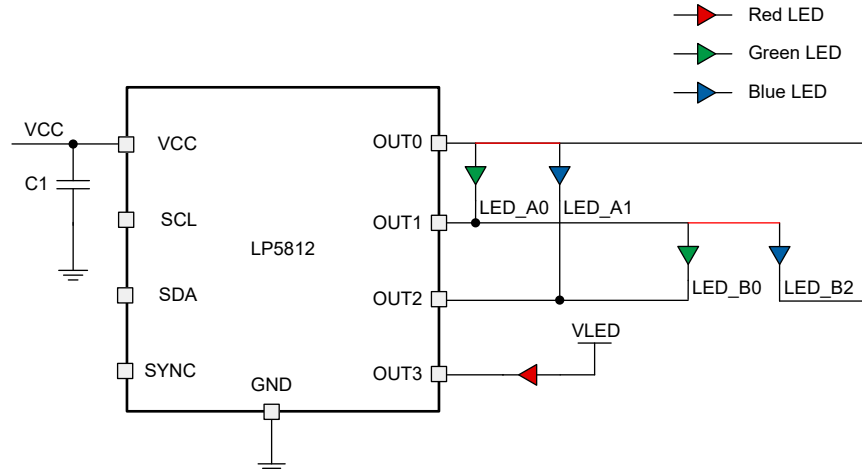 Red LED
Green LED
Blue LED
VCC
VCC
OUT0
C1
LED_A0
LED_A1
SCL
OUT1
LP5812
SDA
OUT2
LED_B0
LED_B2
VLED
SYNC
GND
OUT3